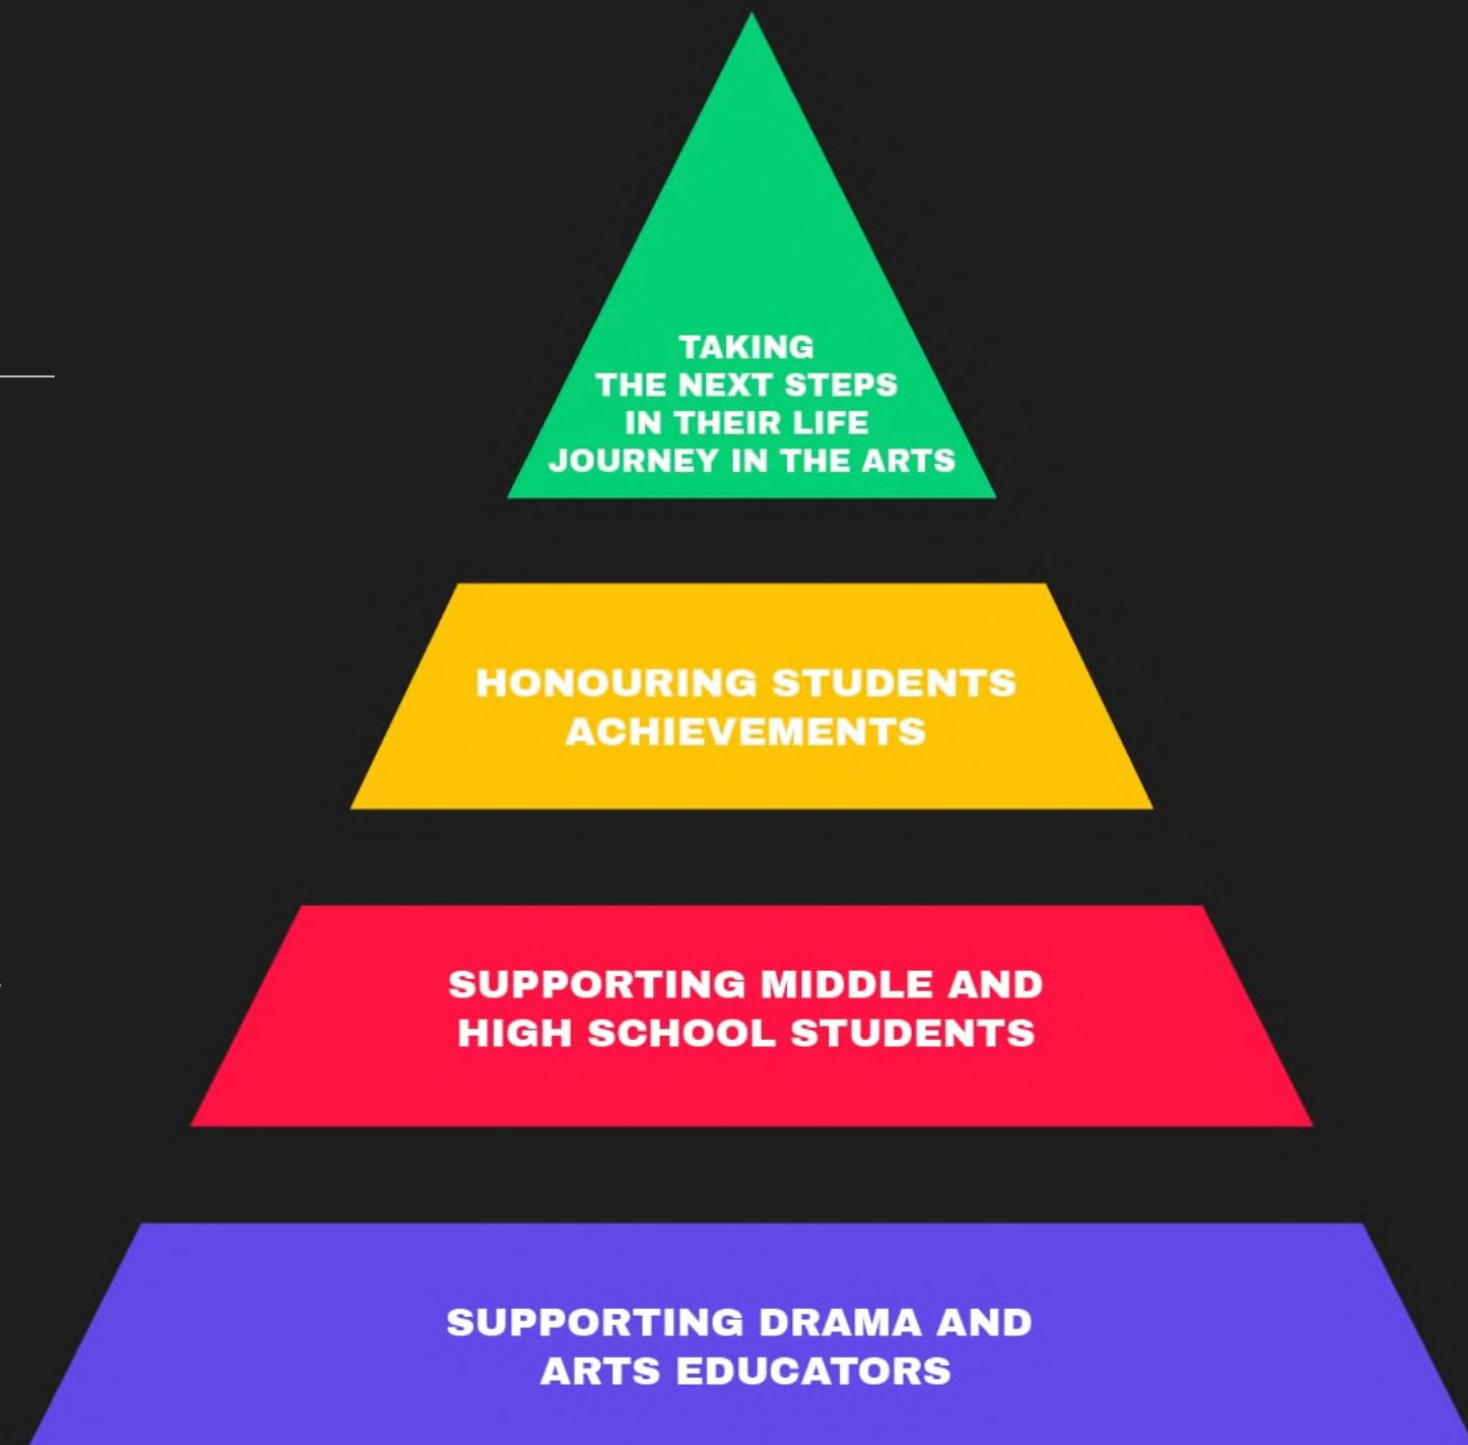 TAKING
THE NEXT STEPS
IN THEIR LIFE
JOURNEY IN THE ARTS
HONOURING STUDENTS
ACHIEVEMENTS
SUPPORTING MIDDLE AND
HIGH SCHOOL STUDENTS
SUPPORTING DRAMA AND
ARTS EDUCATORS